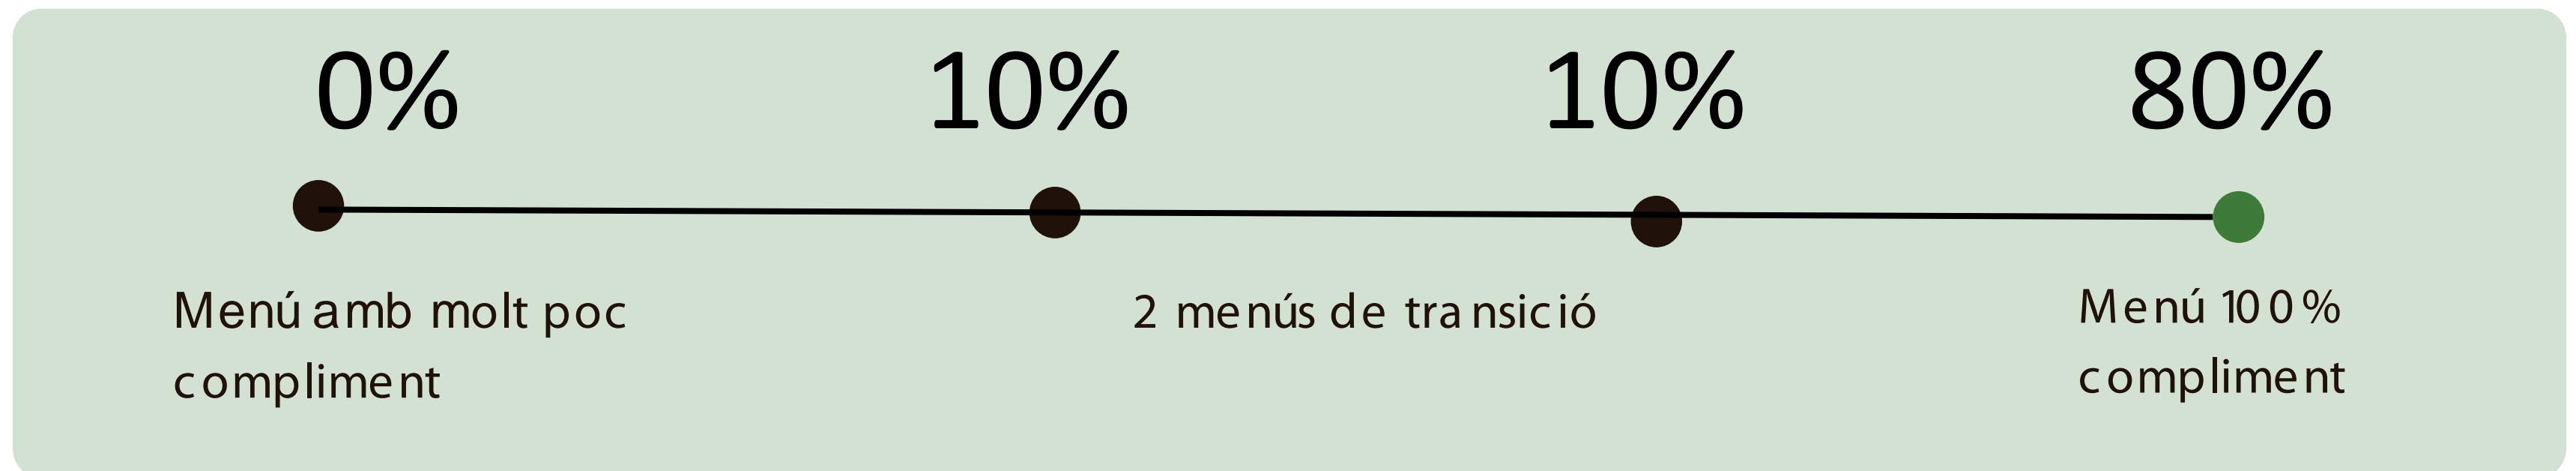 0% 10% 10% 80%
Menú amb molt poc
compliment
2 menús de transició
Menú 100%
compliment